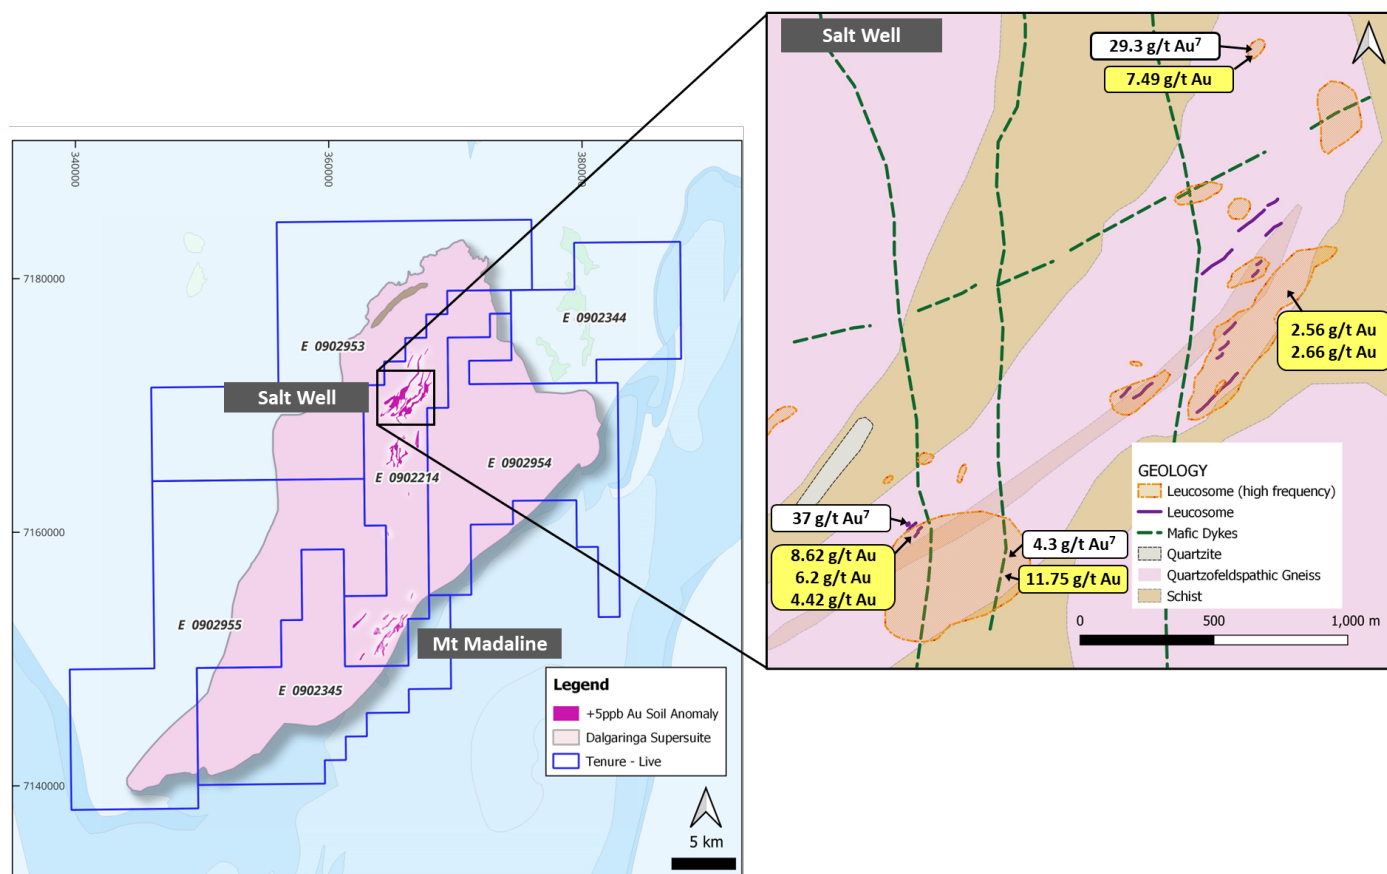 340000
360000
380000
7180000
7160000
7140000
E 0902953
E 0902344
Salt Well
E 0902954
E 0902214
E 0902955
Mt Madaline
E 0902345
Legend
+5ppb Au Soil Anomaly
Dalgaringa Supersuite
Tenure - Live
5 km
Salt Well
29.3 g/t Au⁷
7.49 g/t Au
2.56 g/t Au
2.66 g/t Au
37 g/t Au⁷
8.62 g/t Au
6.2 g/t Au
4.42 g/t Au
4.3 g/t Au⁷
11.75 g/t Au
GEOLOGY
Leucosome (high frequency)
Leucosome
Mafic Dykes
Quartzite
Quartzofeldspathic Gneiss
Schist
0 500 1,000 m